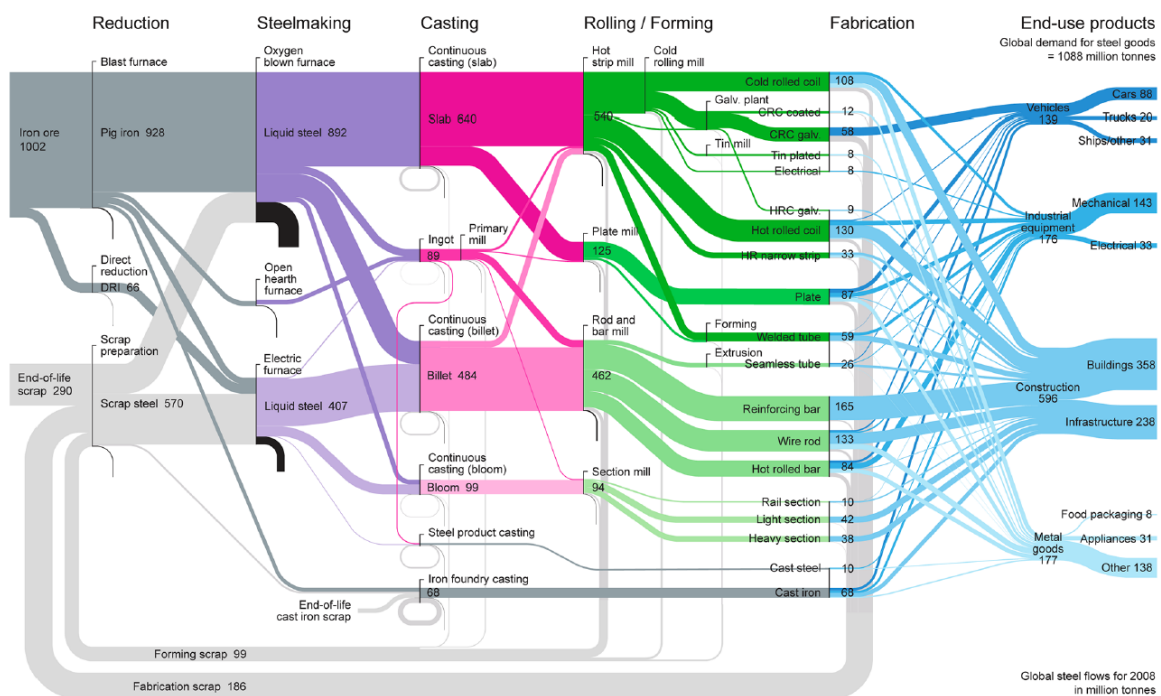 Reduction
Steelmaking
Casting
Rolling / Forming
Fabrication
End-use products
Global demand for steel goods
= 1088 million tonnes
Blast furnace
Oxygen
blown furnace
Continuous
casting (slab)
Hot
strip mill
Cold
rolling mill
Iron ore
1002
Pig iron 928
Liquid steel 892
Slab 640
540
Galv. plant
Tin mill
Cold rolled coil 108
CRC coated 12
CRC galv. 58
Tin plated 8
Electrical 8
HRC galv. 9
Hot rolled coil 130
HR narrow strip 33
Vehicles
139
Cars 88
Trucks 20
Ships/other 31
Industrial
equipment
176
Mechanical 143
Electrical 33
Direct
reduction
DRI 66
Open
hearth
furnace
Ingot
89
Primary
mill
Plate mill
125
Plate 87
Scrap
preparation
Electric
furnace
Continuous
casting (billet)
Rod and
bar mill
Forming
Welded tube 59
Extrusion
Seamless tube 26
End-of-life
scrap 290
Scrap steel 570
Liquid steel 407
Billet 484
462
Reinforcing bar 165
Wire rod 133
Hot rolled bar 84
Construction
596
Buildings 358
Infrastructure 238
Continuous
casting (bloom)
Bloom 99
Section mill
94
Rail section 10
Light section 42
Heavy section 38
Steel product casting
Cast steel 10
Iron foundry casting
68
Cast iron 68
End-of-life
cast iron scrap
Metal
goods
177
Food packaging 8
Appliances 31
Other 138
Forming scrap 99
Fabrication scrap 186
Global steel flows for 2008
in million tonnes